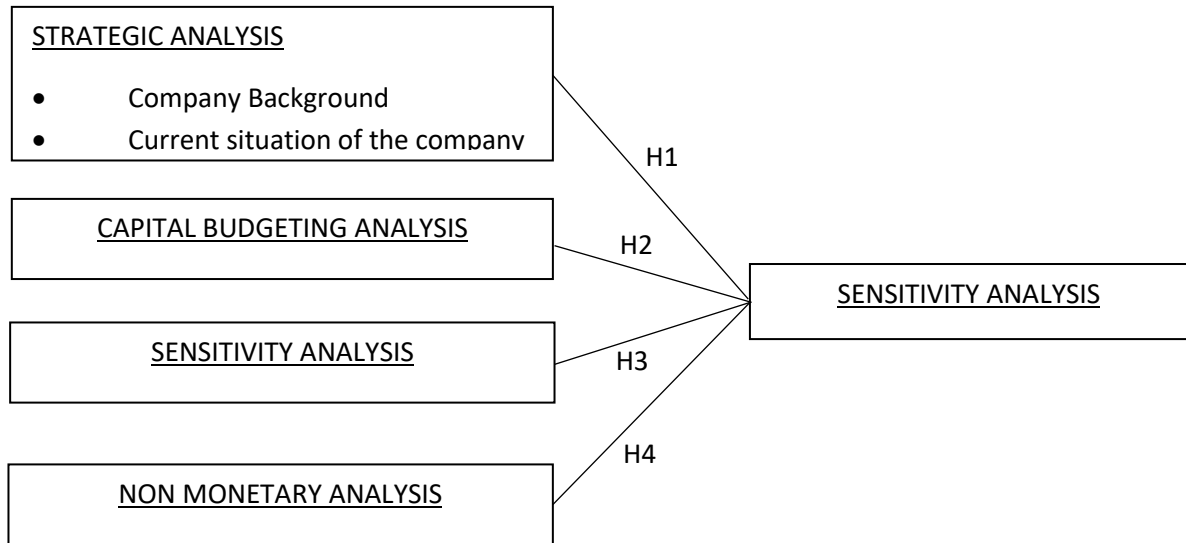 STRATEGIC ANALYSIS
• Company Background
• Current situation of the company
H1
CAPITAL BUDGETING ANALYSIS
H2
SENSITIVITY ANALYSIS
SENSITIVITY ANALYSIS
H3
H4
NON MONETARY ANALYSIS